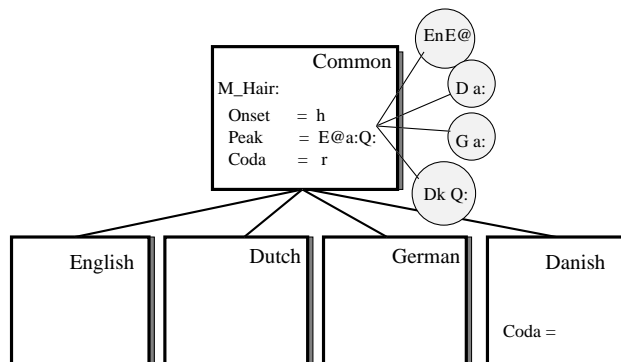 Common
M_Hair:
Onset = h
Peak = E@a:Q:
Coda = r
EnE@
D a:
G a:
Dk Q:
English
Dutch
German
Danish
Coda =